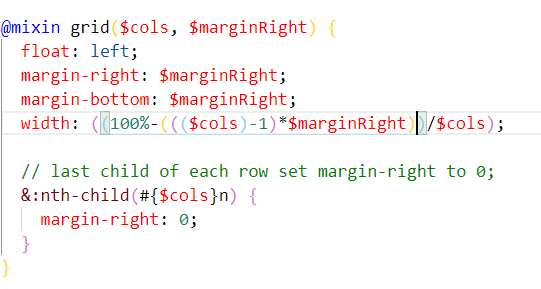 @mixin grid($cols, $marginRight) {
  float: left;
  margin-right: $marginRight;
  margin-bottom: $marginRight;
  width: ((100%-((($cols)-1)*$marginRight))/$cols);

  // last child of each row set margin-right to 0;
  &:nth-child(#{$cols}n) {
    margin-right: 0;
  }
}